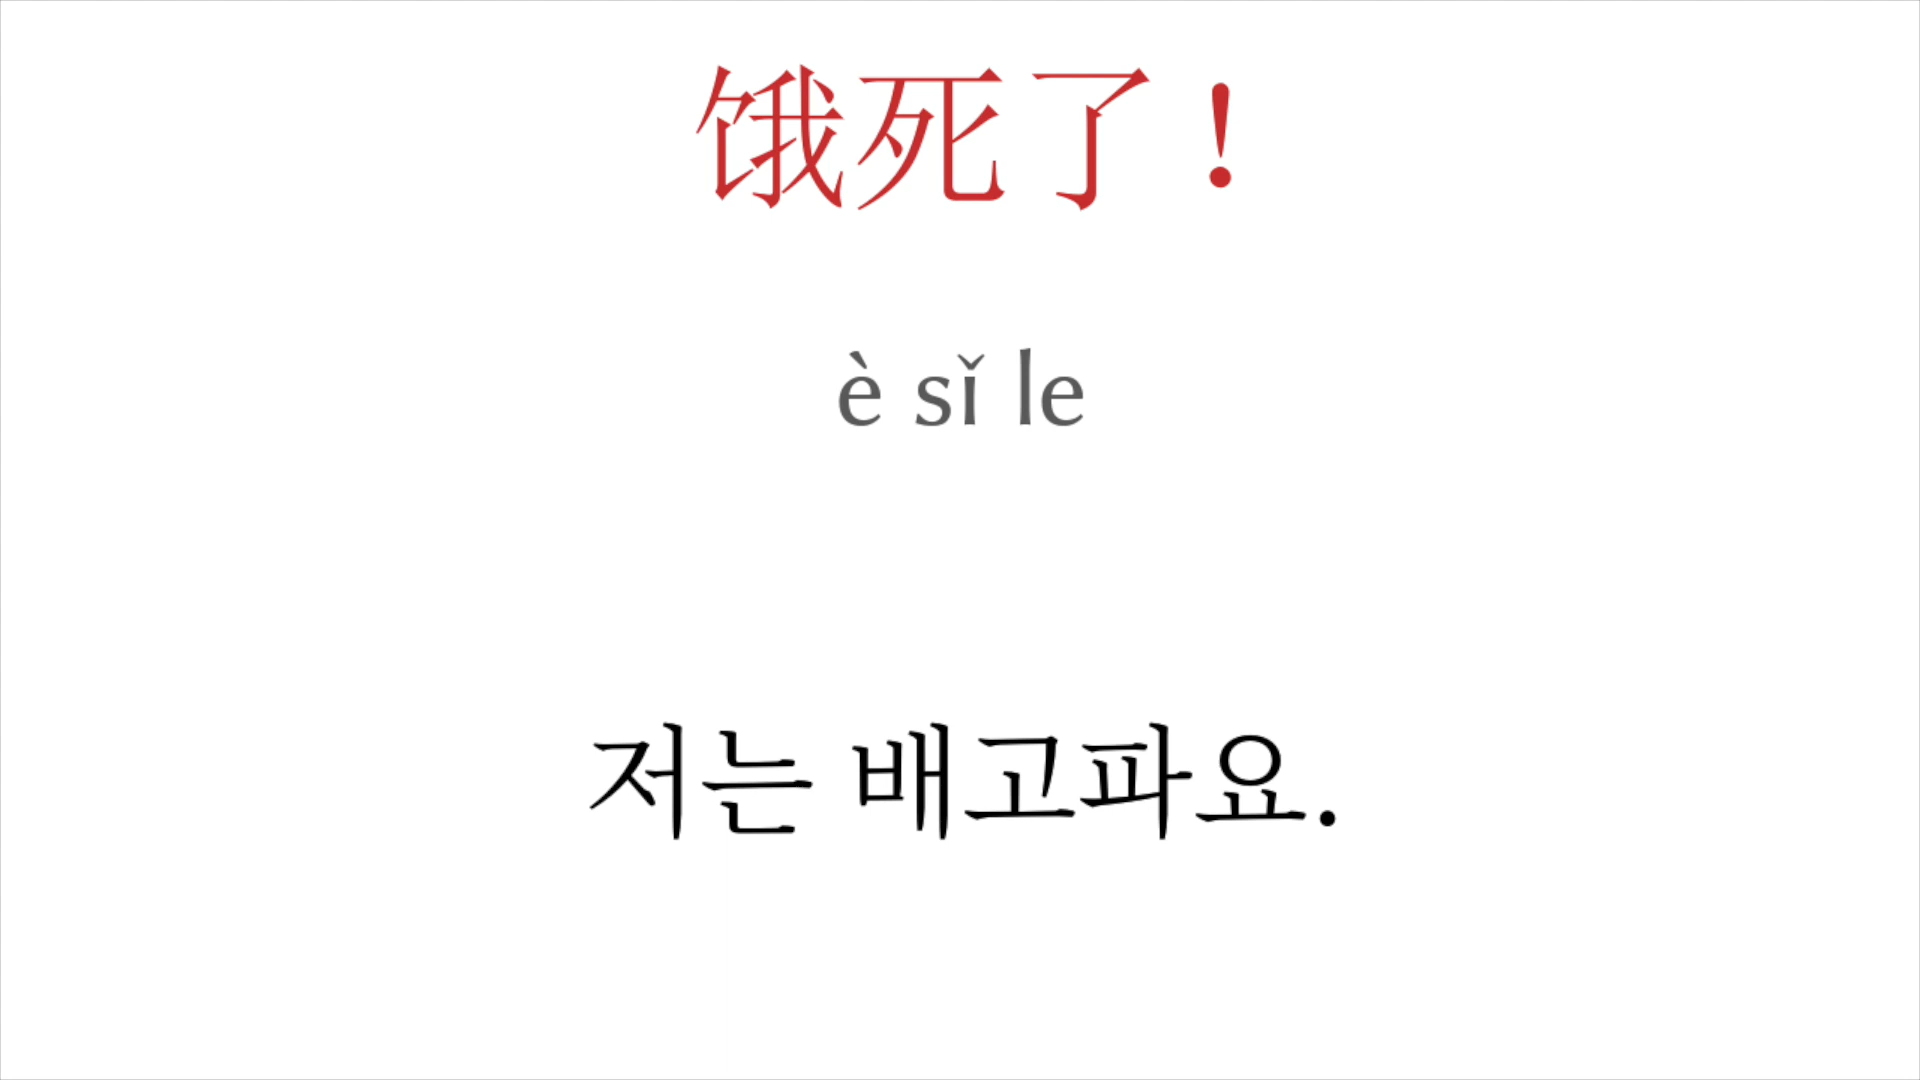 饿死了！
è sǐ le
저는 배고파요.